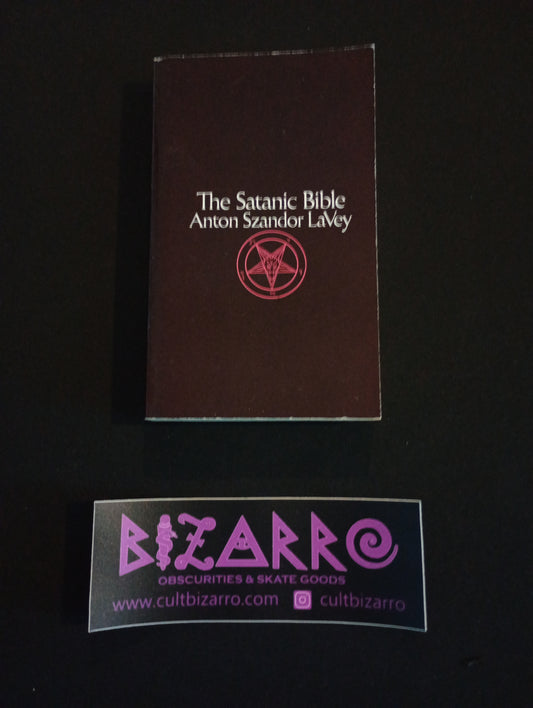 The Satanic Bible
Anton Szandor LaVey
BIZARRO
OBSCURITIES & SKATE GOODS
www.cultbizarro.com cultbizarro